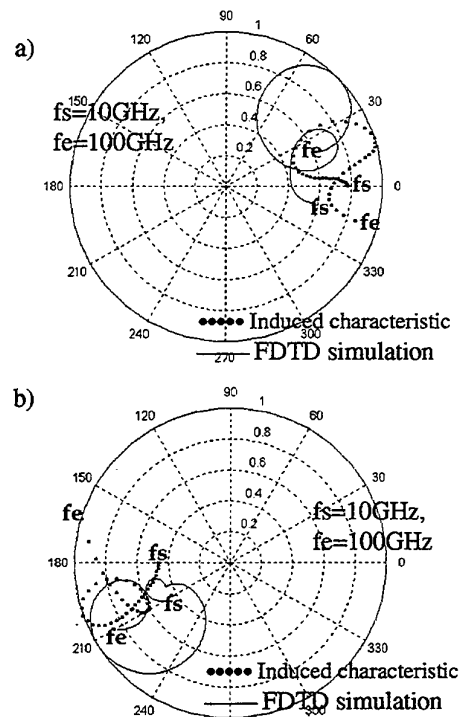 a)
90
1
120
60
0.8
0.6
150
30
0.4
fs=10GHz,
fe=100GHz
0.2
fe
180
fs
0
fs
fe
210
330
240
300
Induced characteristic
270
FDTD simulation
b)
90
1
120
60
0.8
0.6
150
30
0.4
fe
0.2
fs=10GHz,
fs
fe=100GHz
180
0
fs
fe
210
Induced characteristic
FDTD simulation